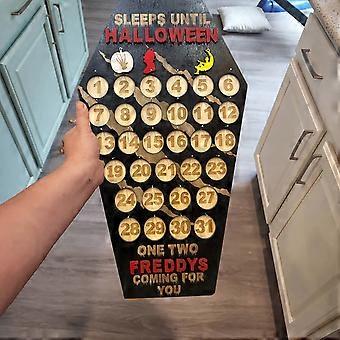 SLEEPS UNTIL
HALLOWEEN
1 2 3 4 5 6
7 8 9 10 11 12
13 14 15 16 17 18
19 20 21 22 23
24 25 26 27
28 29 30 31
ONE TWO
FREDDYS
COMING FOR
YOU